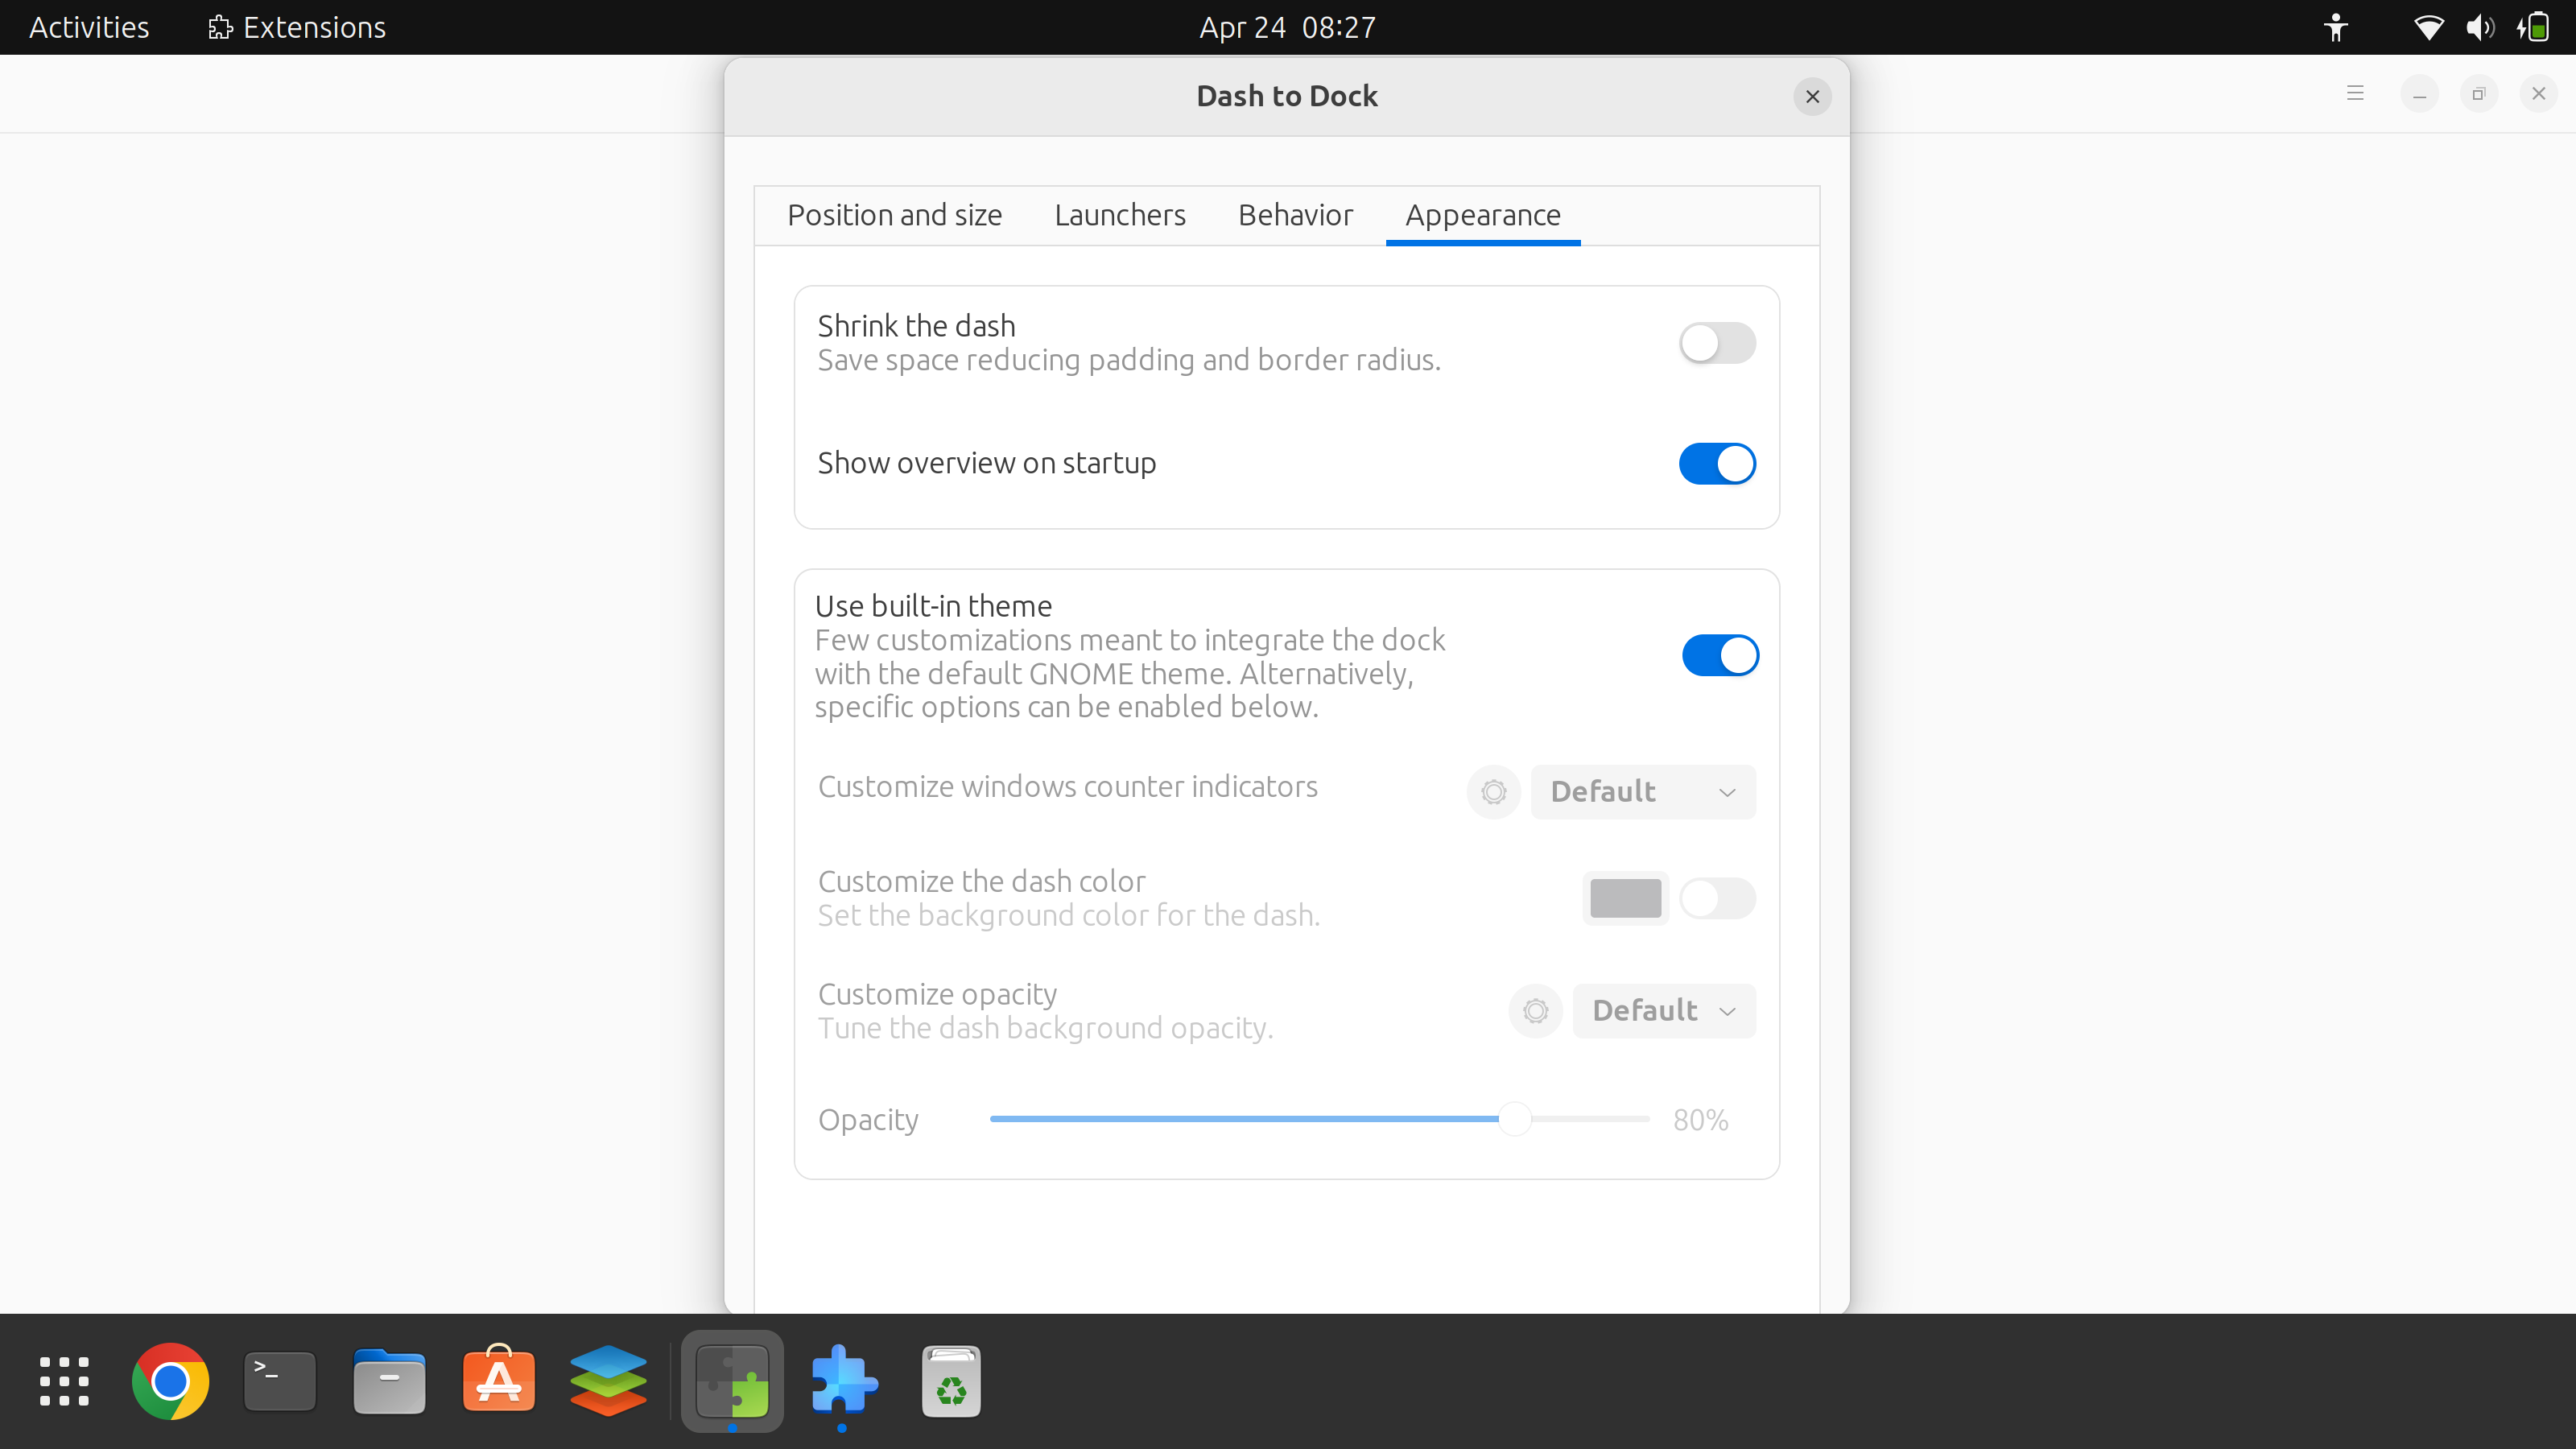 Activities
Extensions
Apr 24 08:27
Dash to Dock
Position and size
Launchers
Behavior
Appearance
Shrink the dash
Save space reducing padding and border radius.
Show overview on startup
Use built-in theme
Few customizations meant to integrate the dock
with the default GNOME theme. Alternatively,
specific options can be enabled below.
Customize windows counter indicators
Default
Customize the dash color
Set the background color for the dash.
Customize opacity
Tune the dash background opacity.
Default
Opacity
80%